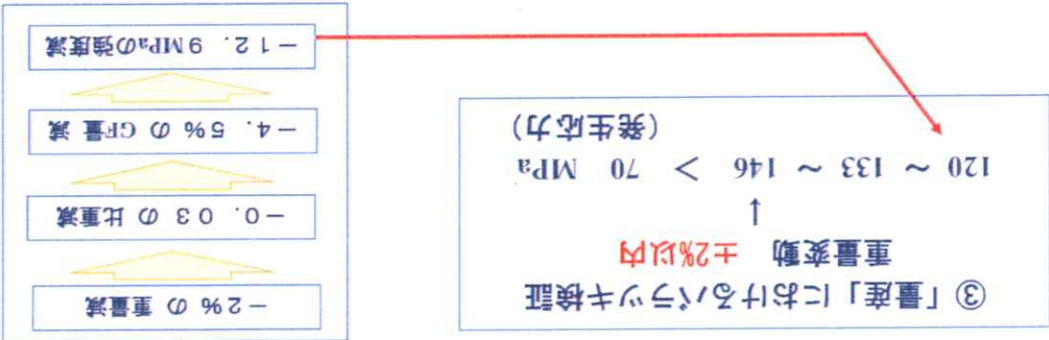 ③「量産」におけるバラツキ検証
重量変動 ±2%以内
↓
120 ～ 133 ～ 146 ＞ 70 MPa
(発生応力)
－2% の 重量減
－0．03 の 比重減
－4．5% の GF量 減
－12．9MPaの強度減